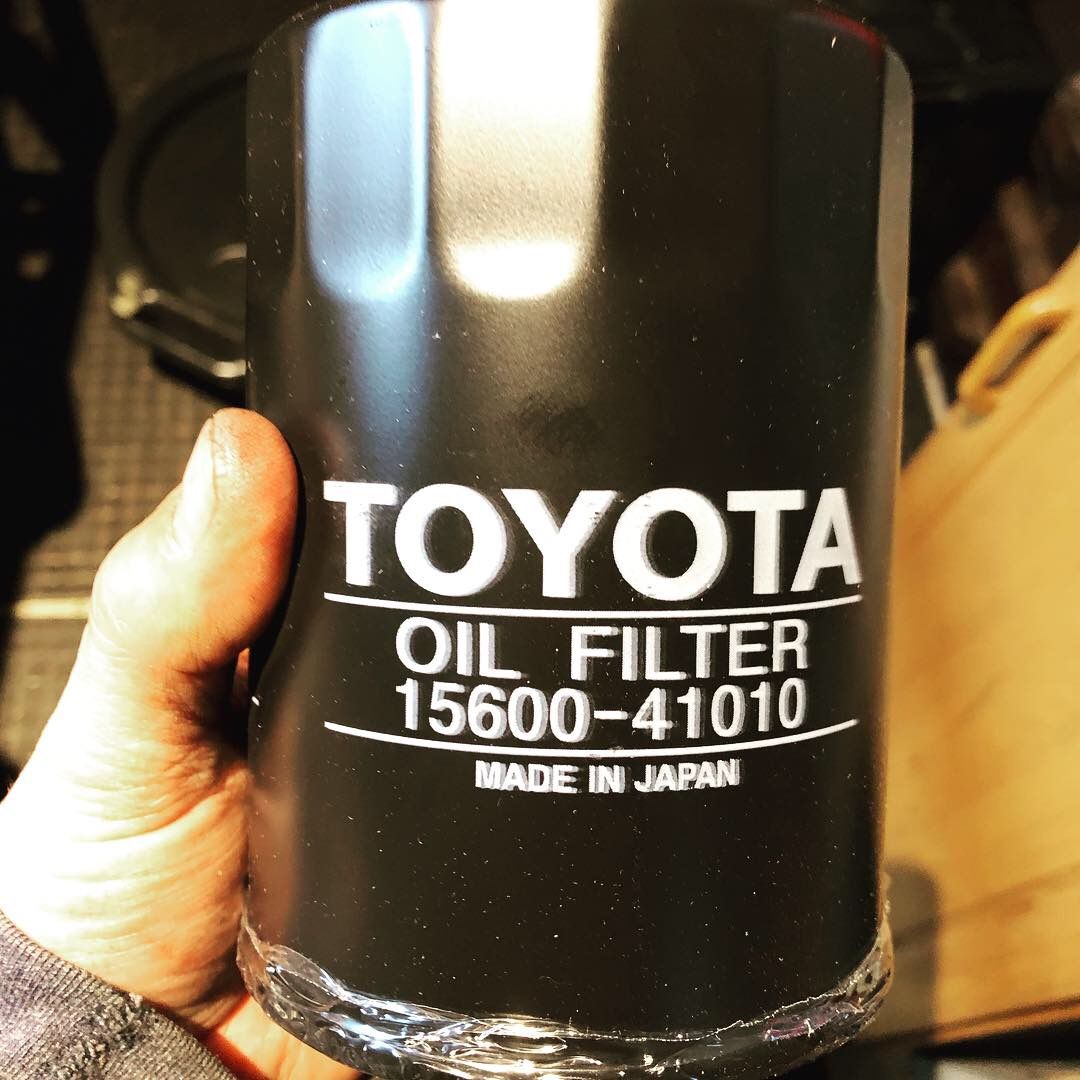 TOYOTA
OIL FILTER
15600-41010
MADE IN JAPAN